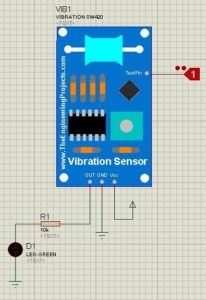 VIB1
VIBRATION SW420
<TEXT>
TestPin
1
www.TheEngineeringProjects.com
Vibration Sensor
OUT GND Vcc
R1
10k
<TEXT>
D1
LED-GREEN
<TEXT>